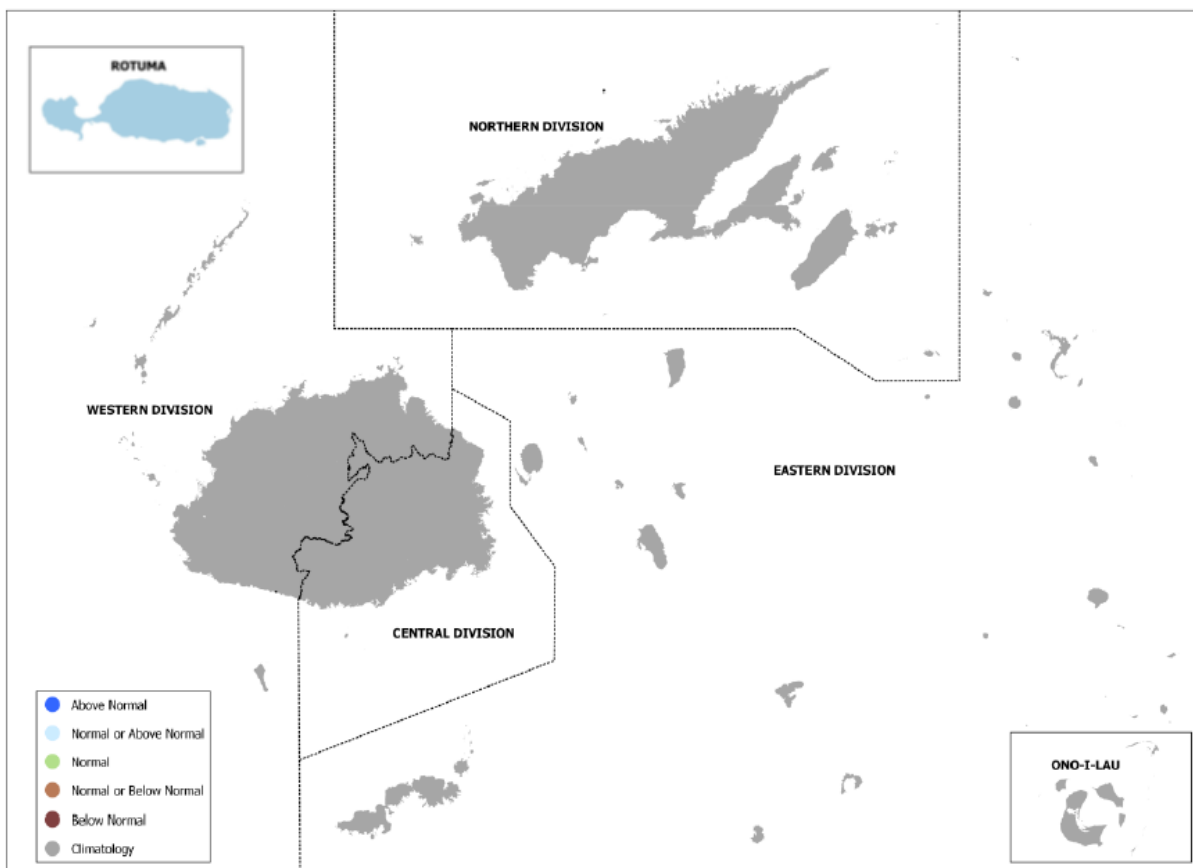 ROTUMA
NORTHERN DIVISION
WESTERN DIVISION
EASTERN DIVISION
CENTRAL DIVISION
Above Normal
Normal or Above Normal
Normal
Normal or Below Normal
Below Normal
Climatology
ONO-I-LAU